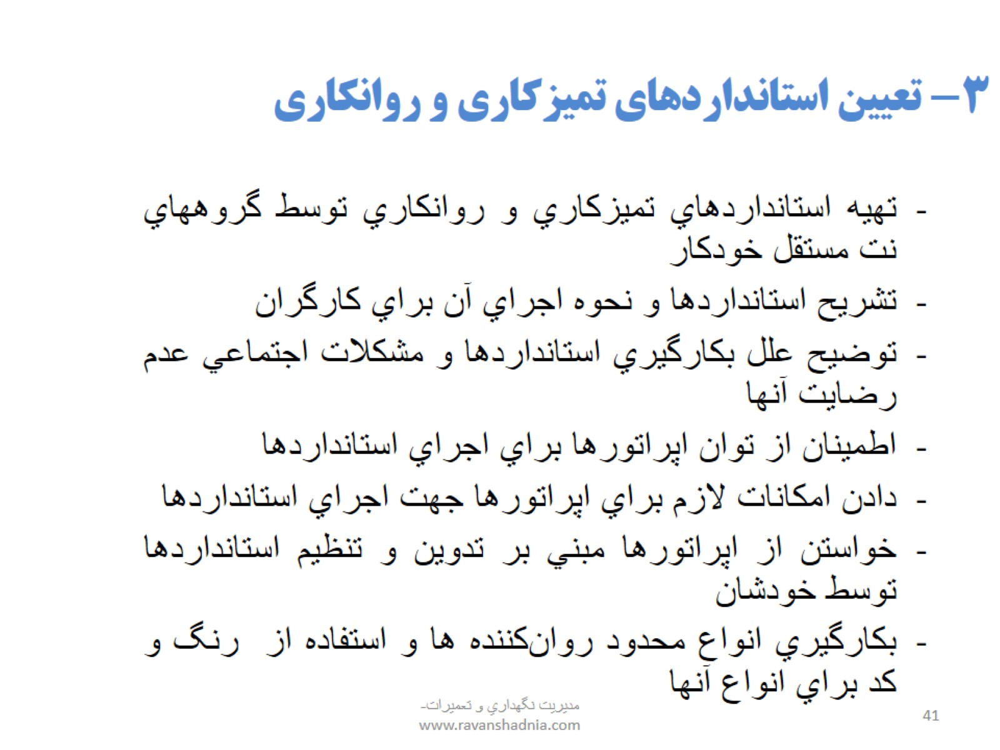 ۳- تعیین استانداردهای تمیزکاری و روانکاری
- تهيه استانداردهاي تميزكاري و روانكاري توسط گروههاي
نت مستقل خودكار
- تشريح استانداردها و نحوه اجراي آن براي كارگران
- توضيح علل بكارگيري استانداردها و مشكلات اجتماعي عدم
رضايت آنها
- اطمينان از توان اپراتورها براي اجراي استانداردها
- دادن امكانات لازم براي اپراتورها جهت اجراي استانداردها
- خواستن از اپراتورها مبني بر تدوين و تنظيم استانداردها
توسط خودشان
- بكارگيري انواع محدود روان‌كننده ها و استفاده از رنگ و
كد براي انواع آنها
مديريت نگهداري و تعميرات-
www.ravanshadnia.com
41